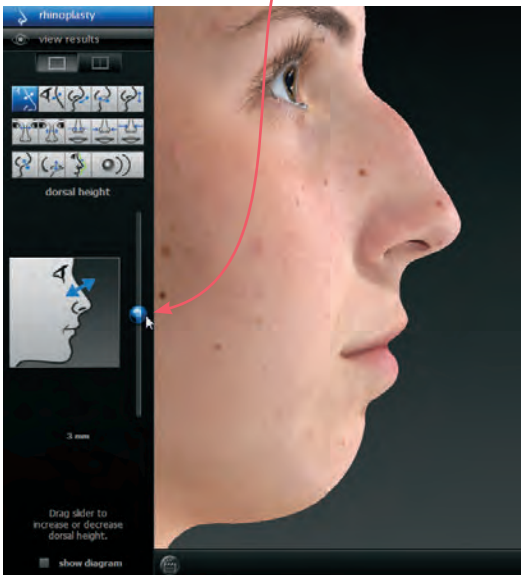 rhinoplasty
view results
dorsal height
3 mm
Drag slider to
increase or decrease
dorsal height.
show diagram